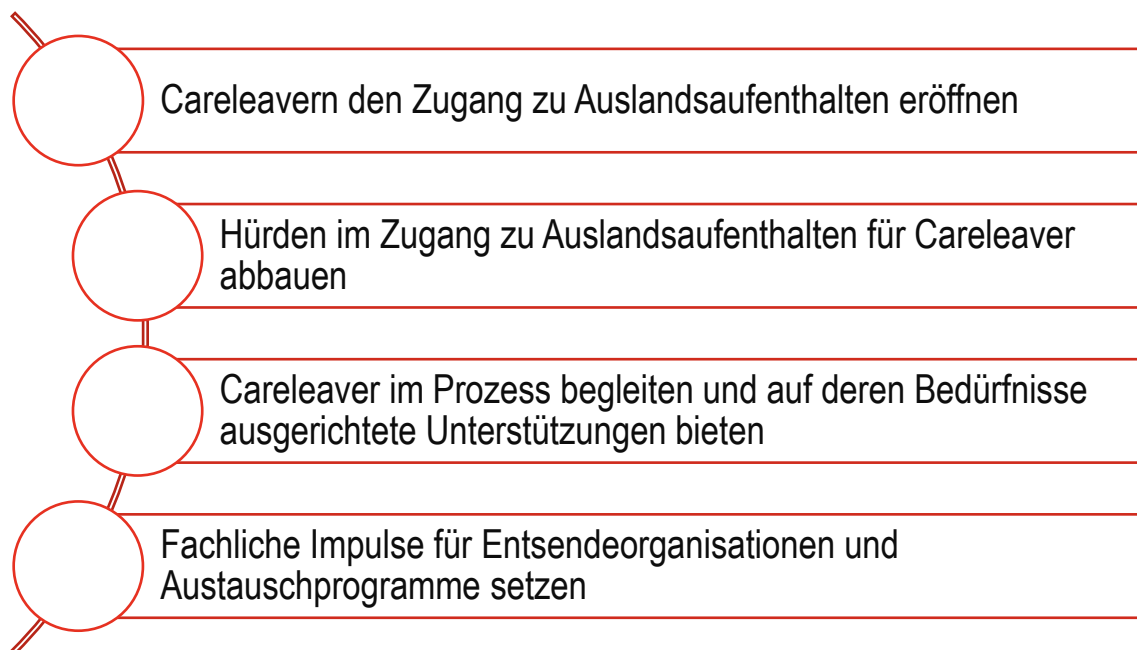 Careleavern den Zugang zu Auslandsaufenthalten eröffnen
Hürden im Zugang zu Auslandsaufenthalten für Careleaver
abbauen
Careleaver im Prozess begleiten und auf deren Bedürfnisse
ausgerichtete Unterstützungen bieten
Fachliche Impulse für Entsendeorganisationen und
Austauschprogramme setzen